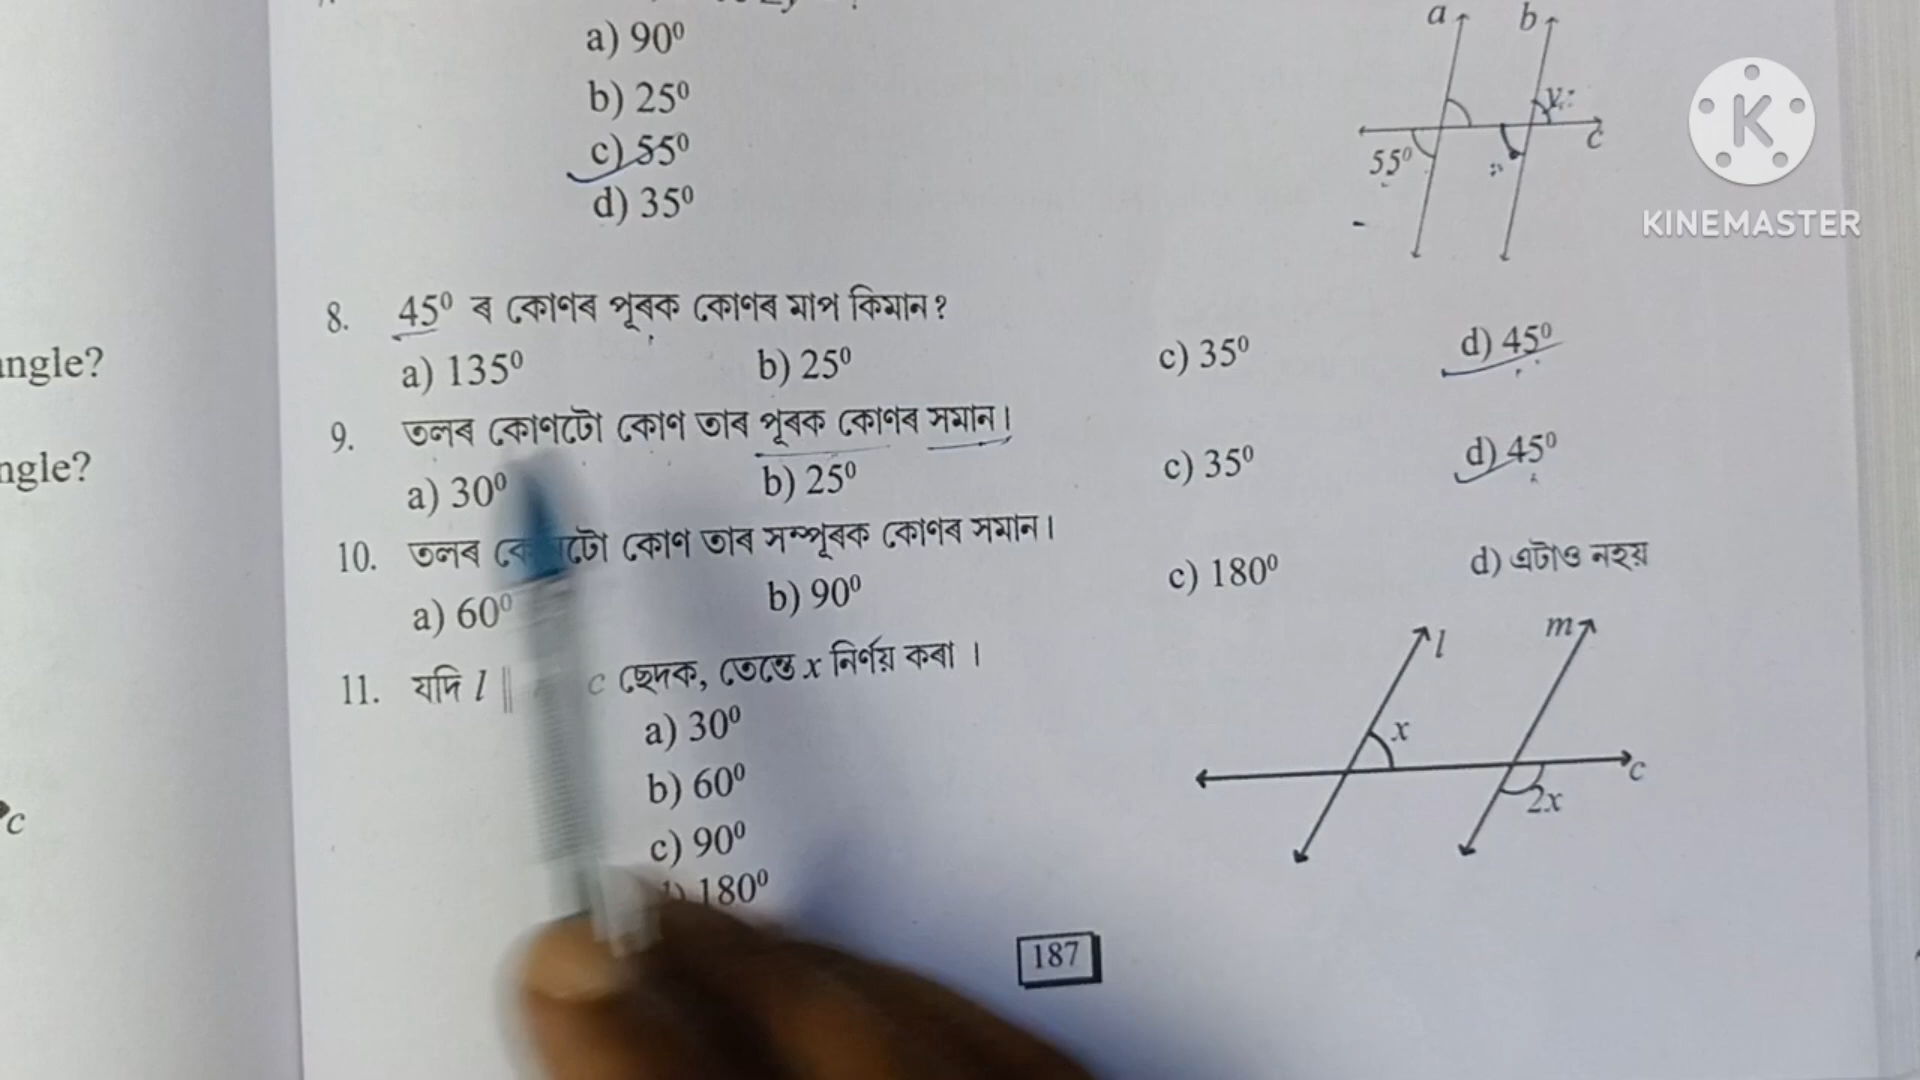 a) 90⁰
b) 25⁰
c) 55⁰
d) 35⁰
a b
55⁰ y c
KINEMASTER
8. 45⁰ ৰ কোণৰ পূৰক কোণৰ মাপ কিমান?
a) 135⁰ b) 25⁰ c) 35⁰ d) 45⁰
9. তলৰ কোণটো কোণ তাৰ পূৰক কোণৰ সমান।
a) 30⁰ b) 25⁰ c) 35⁰ d) 45⁰
10. তলৰ কোণ তাৰ সম্পূৰক কোণৰ সমান।
a) 60⁰ b) 90⁰ c) 180⁰ d) এটাও নহয়
11. যদি l || c ছেদক, তেন্তে x নিৰ্ণয় কৰা ।
a) 30⁰
b) 60⁰
c) 90⁰
180⁰
l m
x
c
2x
187
ngle?
ngle?
c